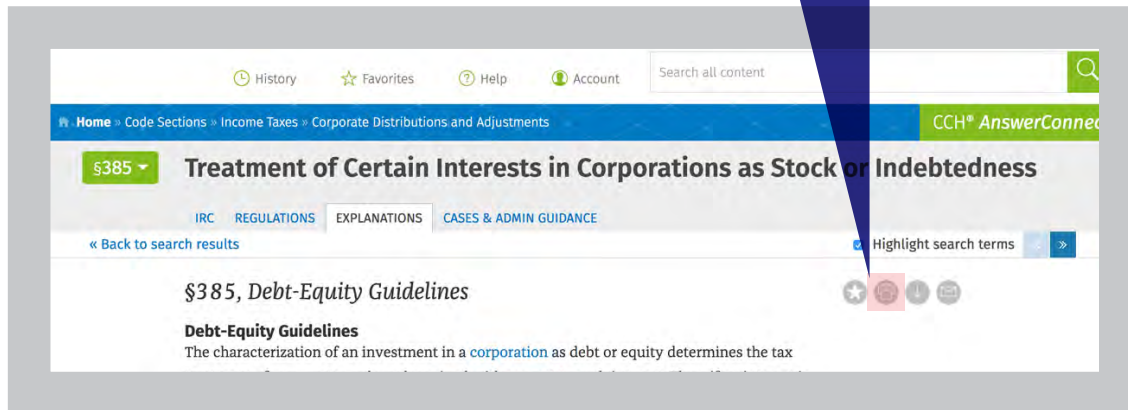 History Favorites Help Account Search all content
Home » Code Sections » Income Taxes » Corporate Distributions and Adjustments CCH® AnswerConnec
§385 Treatment of Certain Interests in Corporations as Stock or Indebtedness
IRC REGULATIONS EXPLANATIONS CASES & ADMIN GUIDANCE
« Back to search results Highlight search terms »
§385, Debt-Equity Guidelines
Debt-Equity Guidelines
The characterization of an investment in a corporation as debt or equity determines the tax